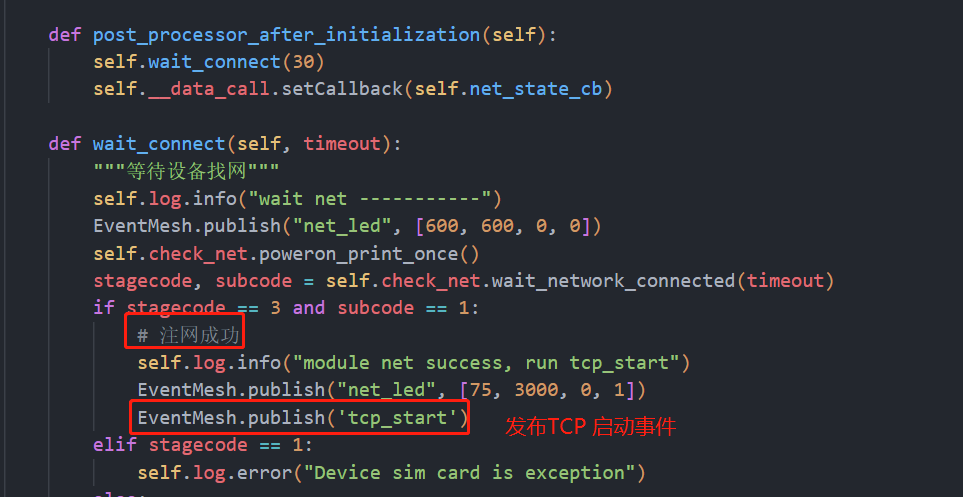 def post_processor_after_initialization(self):
self.wait_connect(30)
self.__data_call.setCallback(self.net_state_cb)
def wait_connect(self, timeout):
"""等待设备找网"""
self.log.info("wait net -----------")
EventMesh.publish("net_led", [600, 600, 0, 0])
self.check_net.poweron_print_once()
stagecode, subcode = self.check_net.wait_network_connected(timeout)
if stagecode == 3 and subcode == 1:
# 注网成功
self.log.info("module net success, run tcp_start")
EventMesh.publish("net_led", [75, 3000, 0, 1])
EventMesh.publish('tcp_start') 发布TCP 启动事件
elif stagecode == 1:
self.log.error("Device sim card is exception")
else: